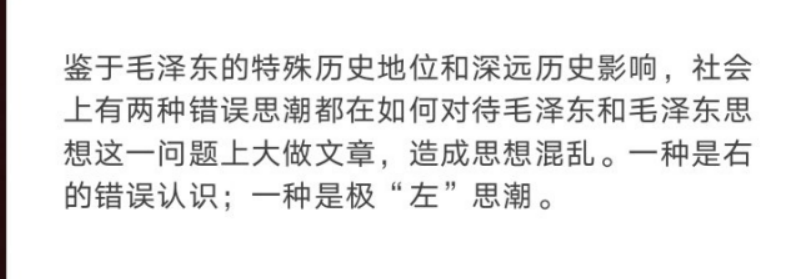 鉴于毛泽东的特殊历史地位和深远历史影响，社会
上有两种错误思潮都在如何对待毛泽东和毛泽东思
想这一问题上大做文章，造成思想混乱。一种是右
的错误认识；一种是极“左”思潮。